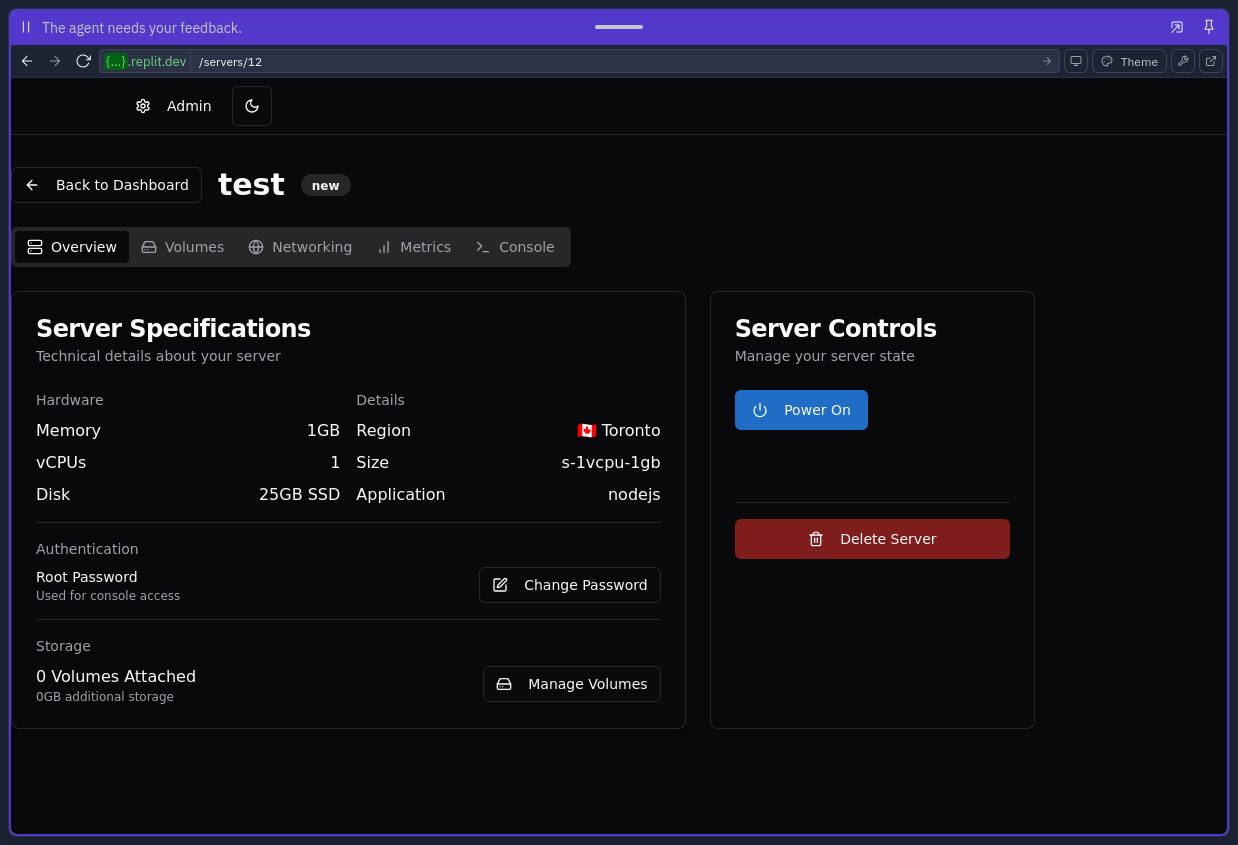 The agent needs your feedback.
{...}.replit.dev /servers/12
Theme
Admin
Back to Dashboard
test
new
Overview Volumes Networking Metrics Console
Server Specifications
Technical details about your server
Hardware Details
Memory 1GB Region 🇨🇦 Toronto
vCPUs 1 Size s-1vcpu-1gb
Disk 25GB SSD Application nodejs
Authentication
Root Password
Used for console access
Change Password
Storage
0 Volumes Attached
0GB additional storage
Manage Volumes
Server Controls
Manage your server state
Power On
Delete Server